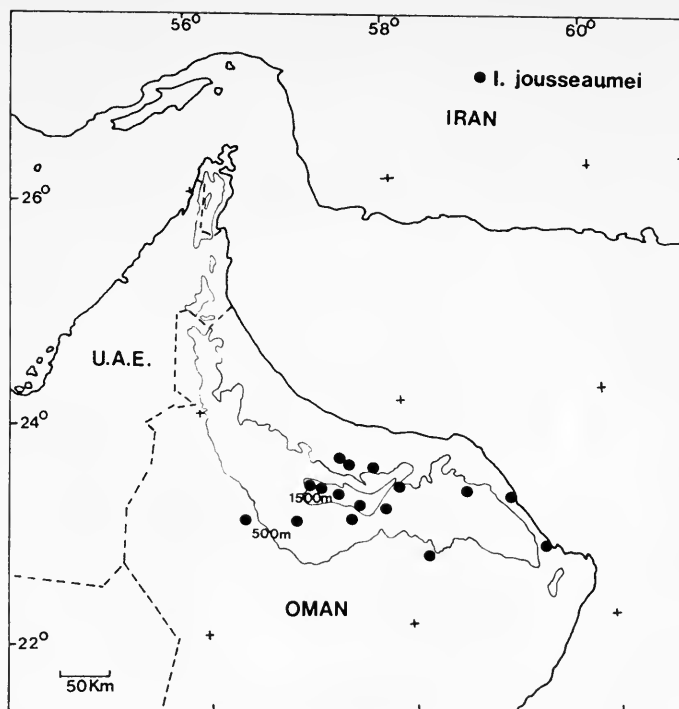 56° 58° 60°
● I. jousseaumei
IRAN
26°
U.A.E.
24°
1500m
500m
OMAN
22°
50Km